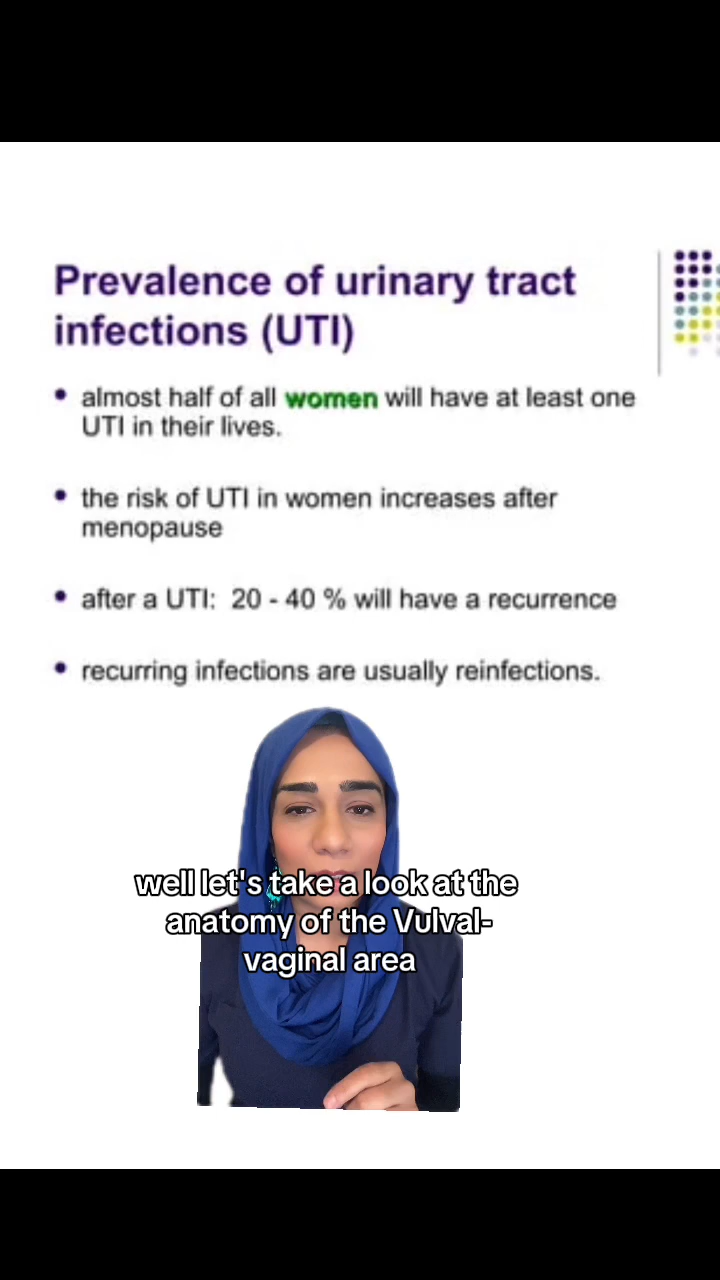 Prevalence of urinary tract
infections (UTI)
• almost half of all women will have at least one
UTI in their lives.
• the risk of UTI in women increases after
menopause
• after a UTI: 20 - 40 % will have a recurrence
• recurring infections are usually reinfections.
well let's take a look at the
anatomy of the Vulval-
vaginal area